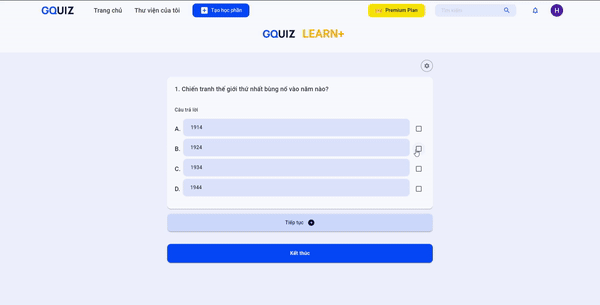 GQUIZ Trang chủ Thư viện của tôi Tạo học phần Premium Plan Tìm kiếm H
GQUIZ LEARN+
1. Chiến tranh thế giới thứ nhất bùng nổ vào năm nào?
Câu trả lời
A. 1914
B. 1924
C. 1934
D. 1944
Tiếp tục
Kết thúc